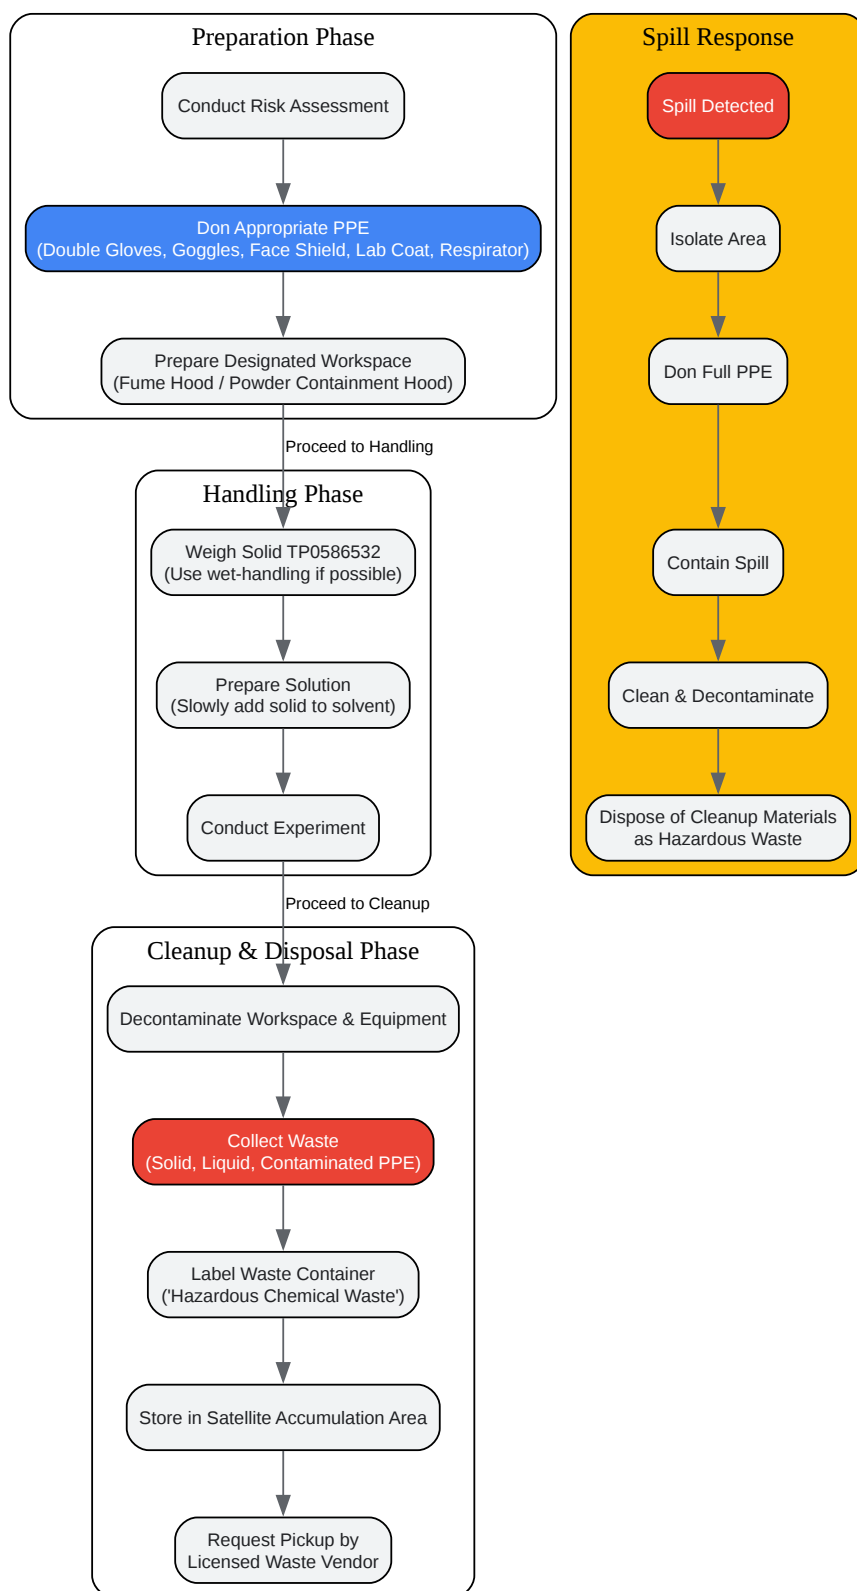 Preparation Phase
Conduct Risk Assessment
Don Appropriate PPE
(Double Gloves, Goggles, Face Shield, Lab Coat, Respirator)
Prepare Designated Workspace
(Fume Hood / Powder Containment Hood)
Proceed to Handling
Handling Phase
Weigh Solid TP0586532
(Use wet-handling if possible)
Prepare Solution
(Slowly add solid to solvent)
Conduct Experiment
Proceed to Cleanup
Cleanup & Disposal Phase
Decontaminate Workspace & Equipment
Collect Waste
(Solid, Liquid, Contaminated PPE)
Label Waste Container
('Hazardous Chemical Waste')
Store in Satellite Accumulation Area
Request Pickup by
Licensed Waste Vendor
Spill Response
Spill Detected
Isolate Area
Don Full PPE
Contain Spill
Clean & Decontaminate
Dispose of Cleanup Materials
as Hazardous Waste